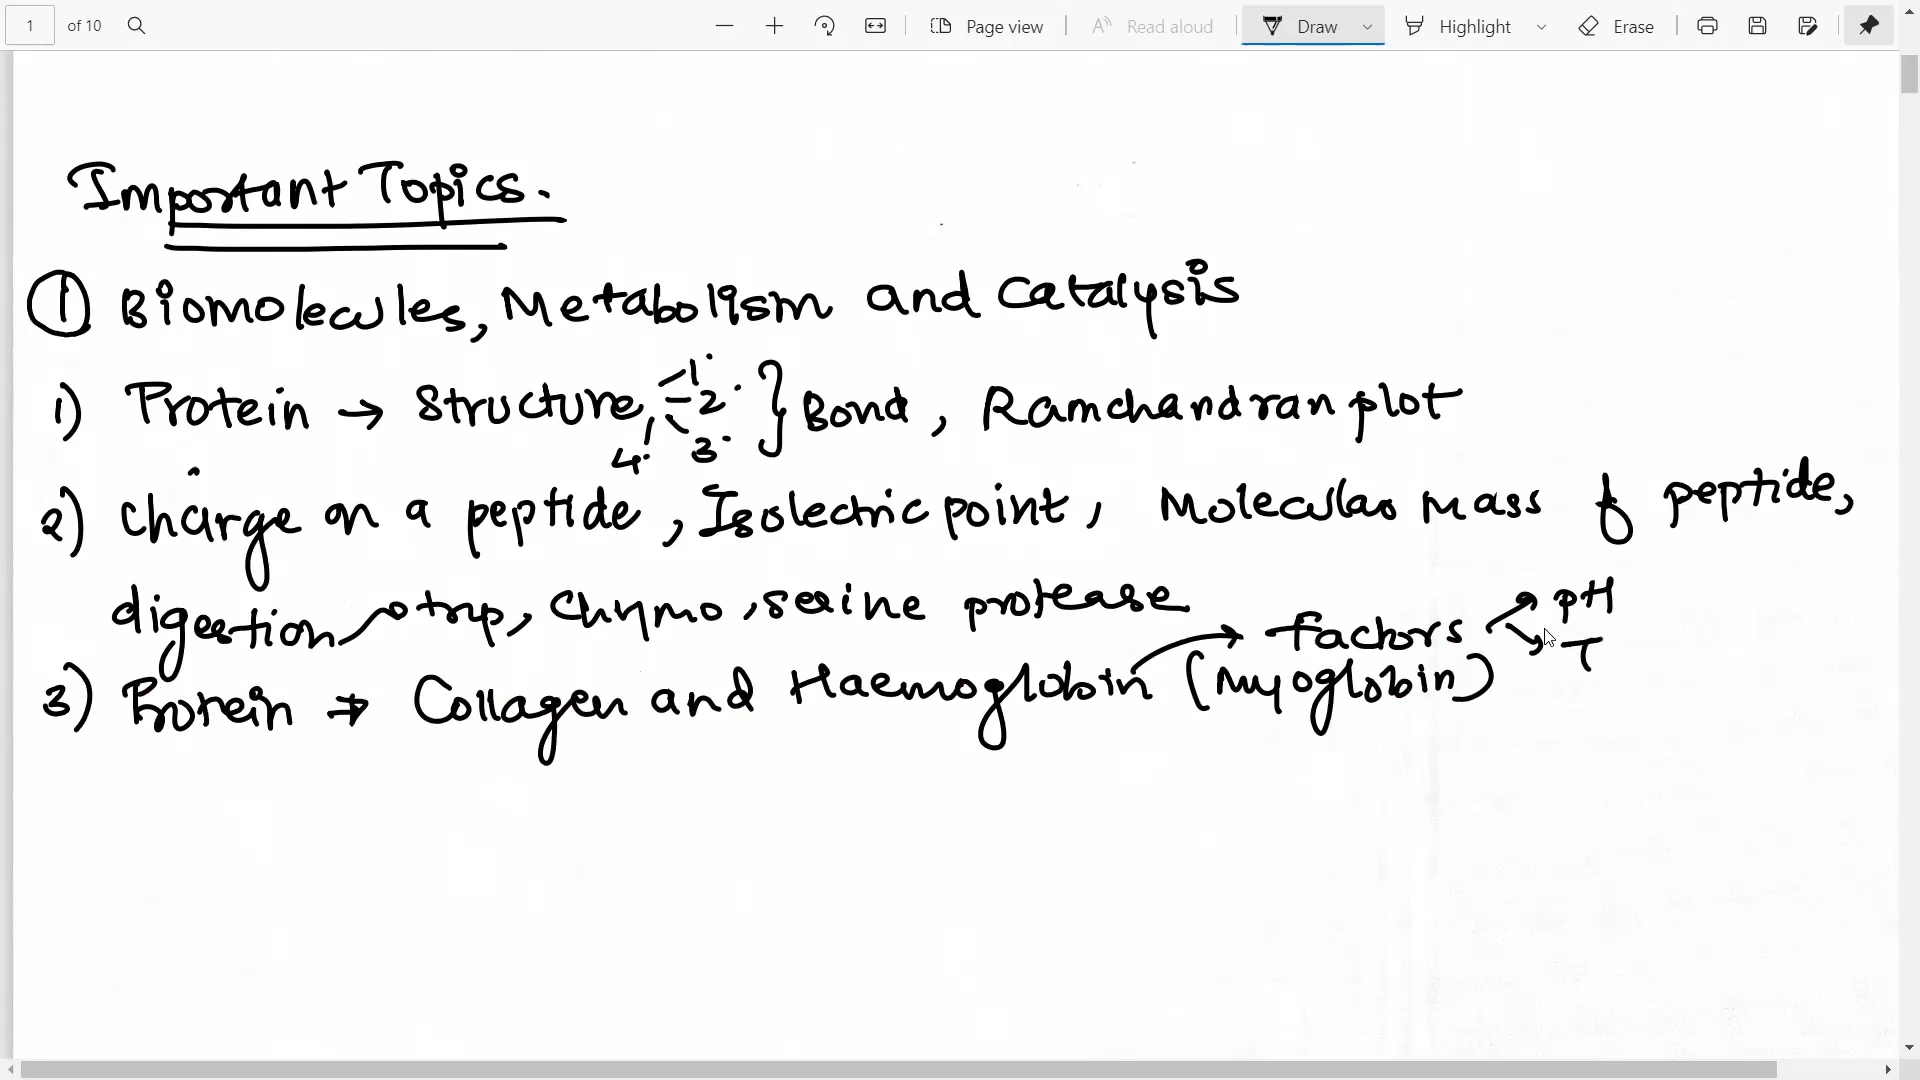 1 of 10 Page view Read aloud Draw Highlight Erase
Important Topics.
① Biomolecules, Metabolism and Catalysis
1) Protein → Structure, 1° 2° 3° 4° } Bond, Ramchandran plot
2) Charge on a peptide, Isolectric point, Molecular mass of peptide,
digestion → tryp, Chymo, serine protease
→ factors → pH
→ T
3) Protein → Collagen and Haemoglobin (Myoglobin)